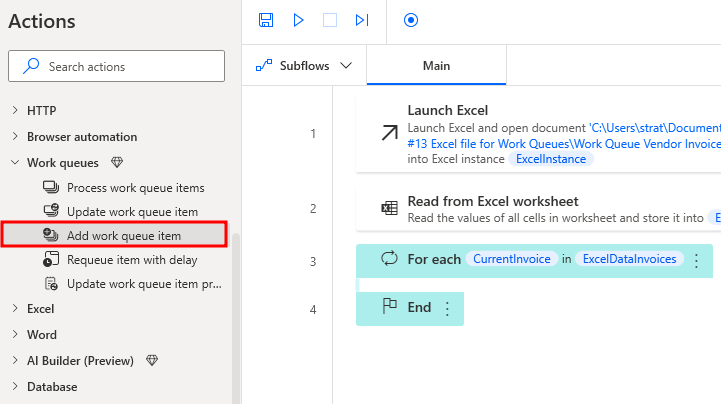 Actions
Search actions
HTTP
Browser automation
Work queues
Process work queue items
Update work queue item
Add work queue item
Requeue item with delay
Update work queue item pr...
Excel
Word
AI Builder (Preview)
Database
Subflows
Main
1
Launch Excel
Launch Excel and open document 'C:\Users\strat\Document
#13 Excel file for Work Queues\Work Queue Vendor Invoice
into Excel instance ExcelInstance
2
Read from Excel worksheet
Read the values of all cells in worksheet and store it into E
3
For each CurrentInvoice in ExcelDataInvoices
4
End